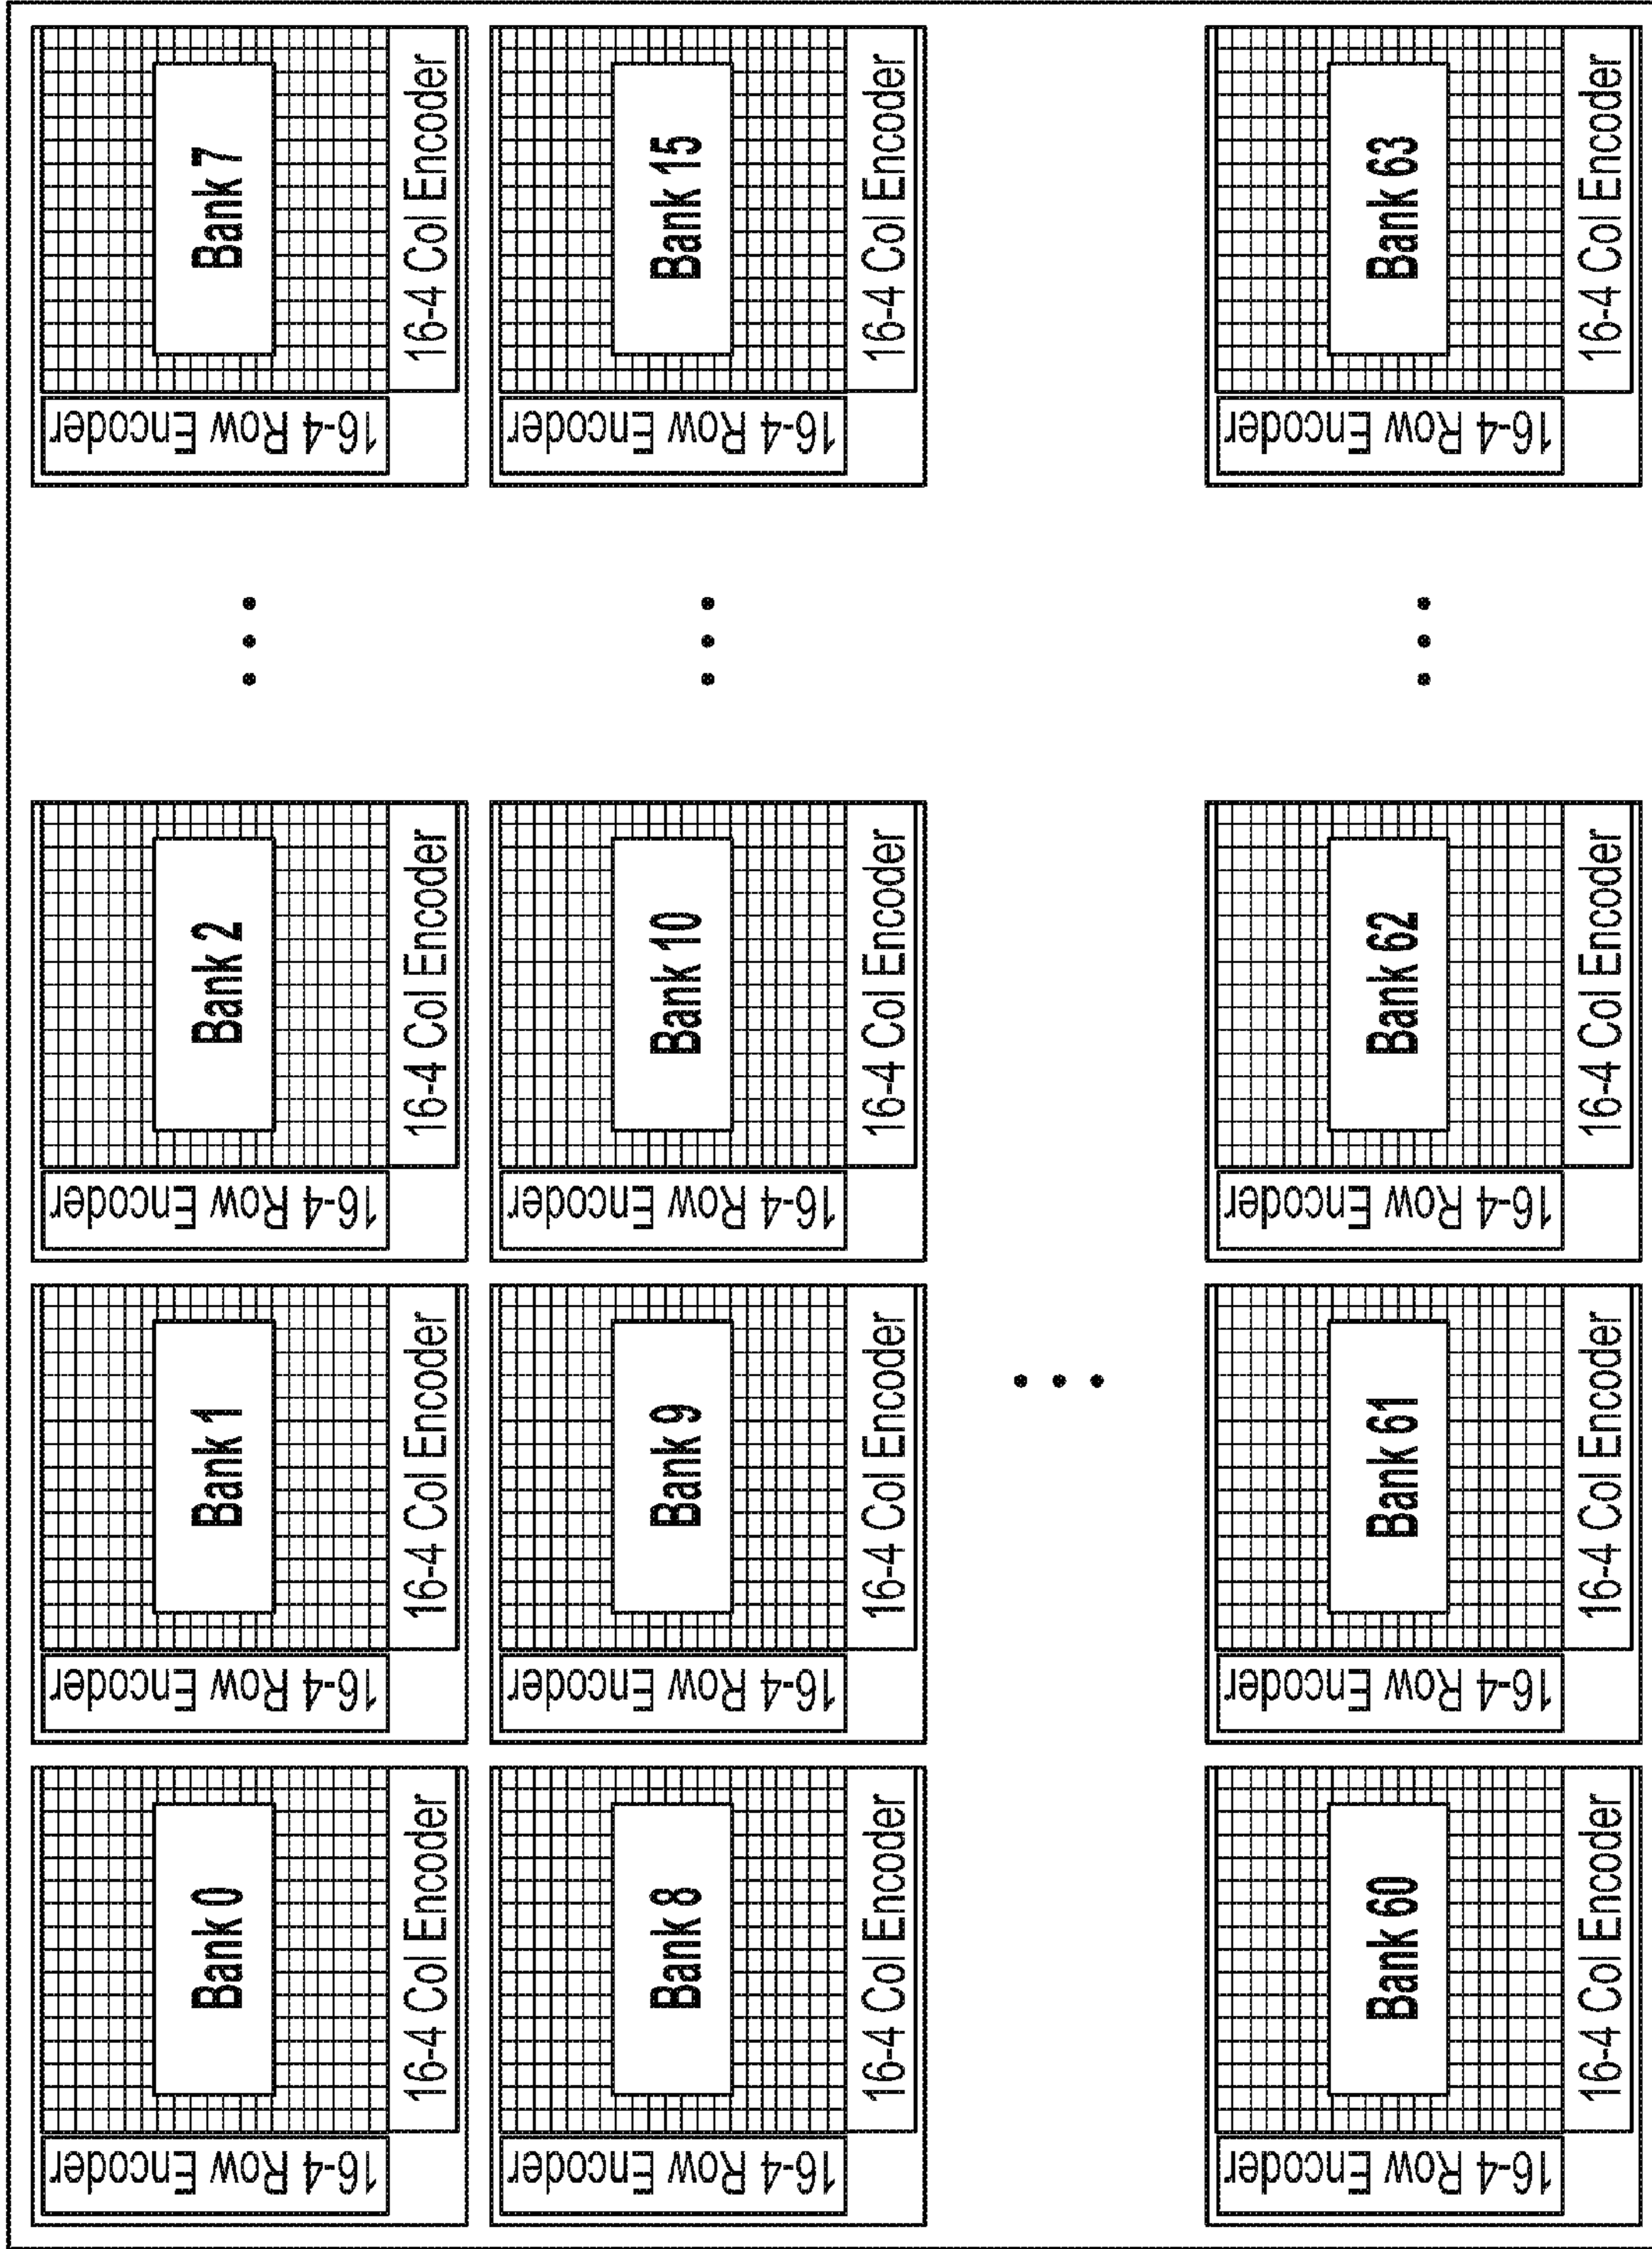 Bank 0
16-4 Row Encoder
16-4 Col Encoder
Bank 1
16-4 Row Encoder
16-4 Col Encoder
Bank 2
16-4 Row Encoder
16-4 Col Encoder
Bank 7
16-4 Row Encoder
16-4 Col Encoder
Bank 8
16-4 Row Encoder
16-4 Col Encoder
Bank 9
16-4 Row Encoder
16-4 Col Encoder
Bank 10
16-4 Row Encoder
16-4 Col Encoder
Bank 15
16-4 Row Encoder
16-4 Col Encoder
Bank 60
16-4 Row Encoder
16-4 Col Encoder
Bank 61
16-4 Row Encoder
16-4 Col Encoder
Bank 62
16-4 Row Encoder
16-4 Col Encoder
Bank 63
16-4 Row Encoder
16-4 Col Encoder